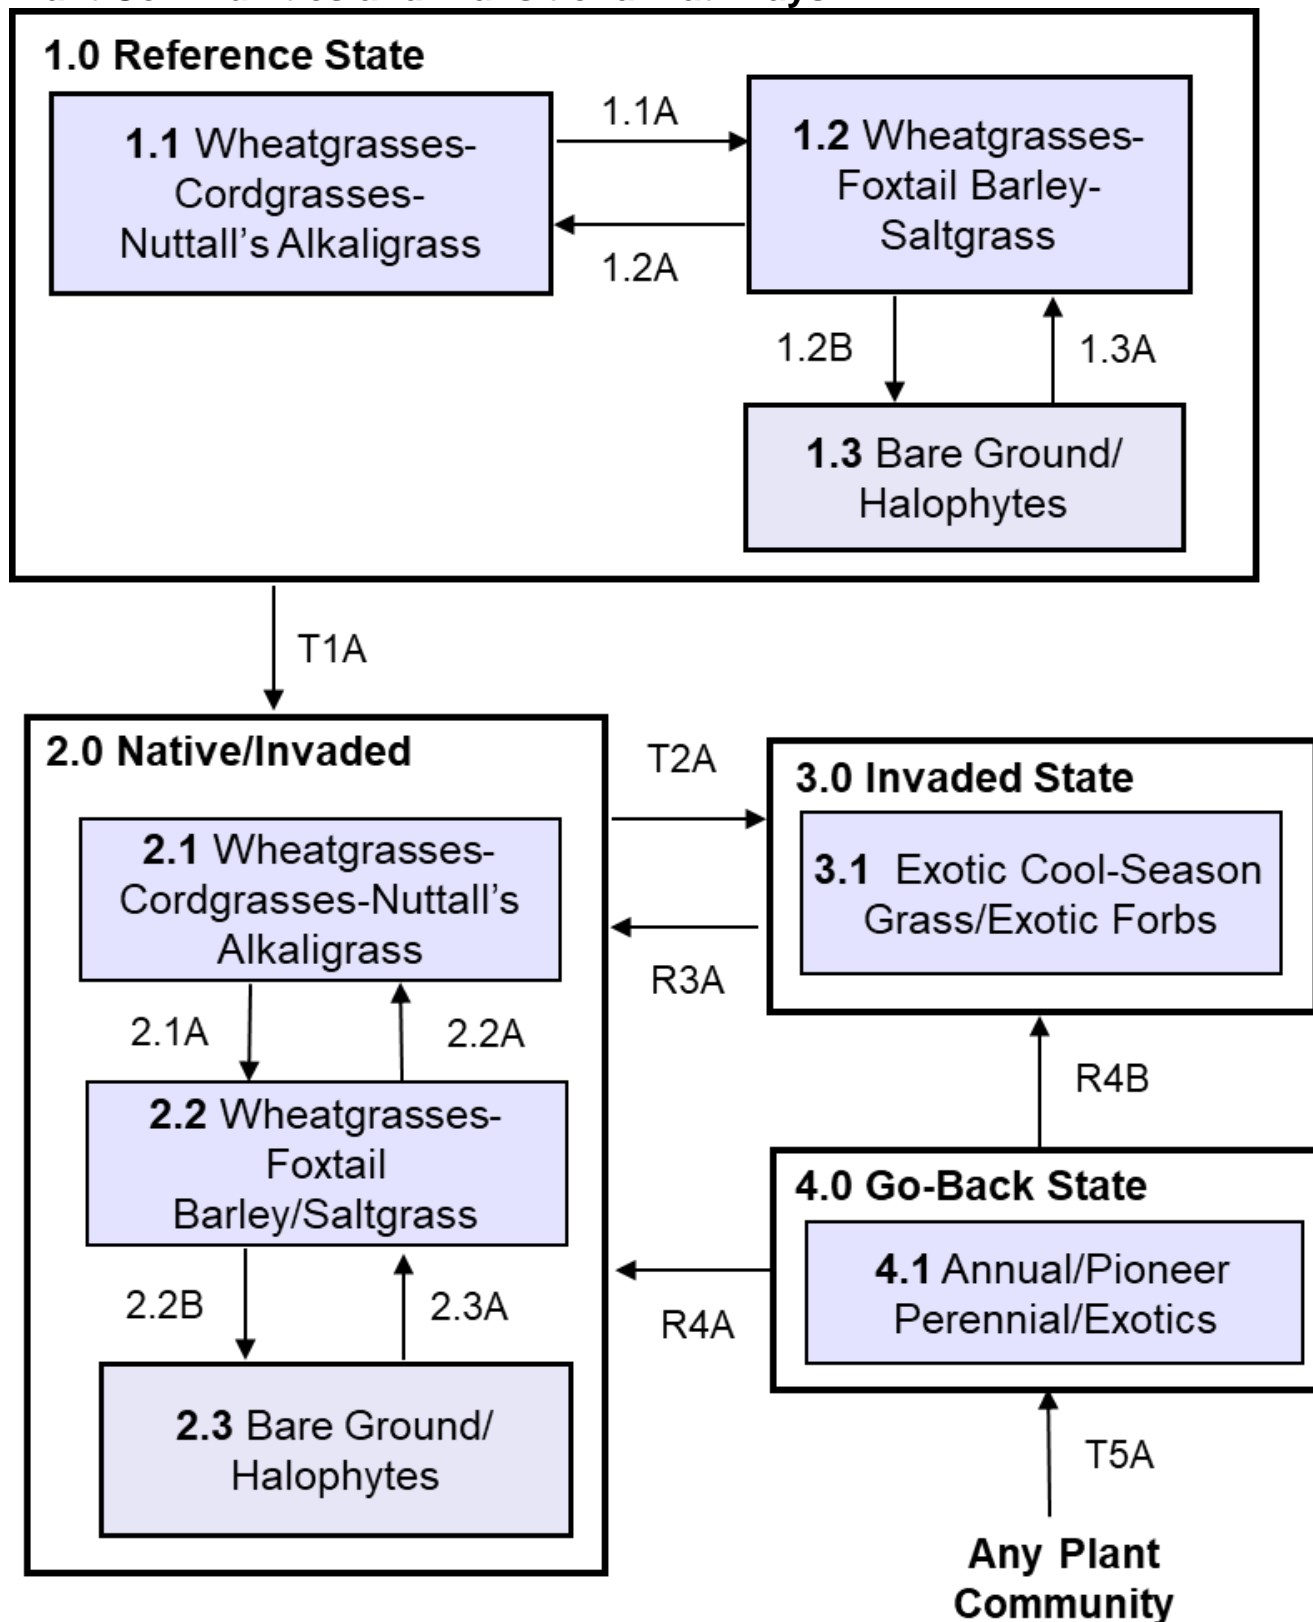 1.0 Reference State
1.1 Wheatgrasses-
Cordgrasses-
Nuttall's Alkaligrass
1.1A
1.2A
1.2 Wheatgrasses-
Foxtail Barley-
Saltgrass
1.2B
1.3A
1.3 Bare Ground/
Halophytes
T1A
2.0 Native/Invaded
2.1 Wheatgrasses-
Cordgrasses-Nuttall's
Alkaligrass
2.1A
2.2A
2.2 Wheatgrasses-
Foxtail
Barley/Saltgrass
2.2B
2.3A
2.3 Bare Ground/
Halophytes
T2A
R3A
3.0 Invaded State
3.1 Exotic Cool-Season
Grass/Exotic Forbs
R4B
4.0 Go-Back State
4.1 Annual/Pioneer
Perennial/Exotics
R4A
T5A
Any Plant
Community